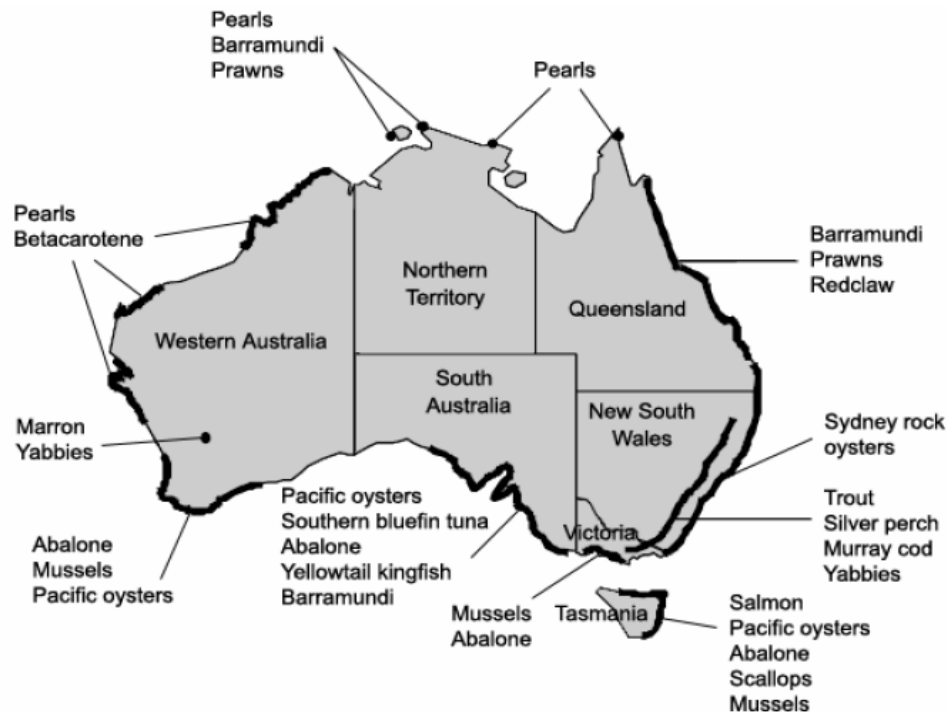 Pearls
Barramundi
Prawns
Pearls
Pearls
Betacarotene
Northern
Territory
Barramundi
Prawns
Redclaw
Queensland
Western Australia
South
Australia
New South
Wales
Marron
Yabbies
Sydney rock
oysters
Pacific oysters
Southern bluefin tuna
Abalone
Yellowtail kingfish
Barramundi
Trout
Silver perch
Murray cod
Yabbies
Victoria
Abalone
Mussels
Pacific oysters
Mussels
Abalone
Tasmania
Salmon
Pacific oysters
Abalone
Scallops
Mussels